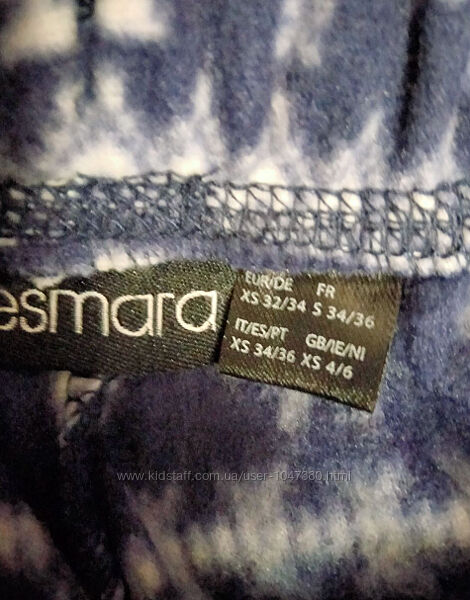 esmara
EUR/DE FR
XS 32/34 S 34/36
IT/ES/PT GB/IE/NI
XS 34/36 XS 4/6
www.kidstaff.com.ua/user-1047380.html